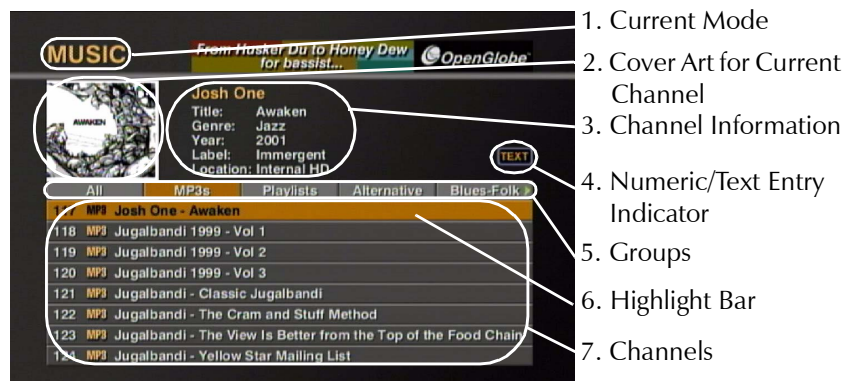 MUSIC
From Husker Du to Honey Dew
for bassist...
OpenGlobe
AWAKEN
Josh One
Title: Awaken
Genre: Jazz
Year: 2001
Label: Immergent
Location: Internal HD
TEXT
All MP3s Playlists Alternative Blues-Folk
117 MP3 Josh One - Awaken
118 MP3 Jugalbandi 1999 - Vol 1
119 MP3 Jugalbandi 1999 - Vol 2
120 MP3 Jugalbandi 1999 - Vol 3
121 MP3 Jugalbandi - Classic Jugalbandi
122 MP3 Jugalbandi - The Cram and Stuff Method
123 MP3 Jugalbandi - The View Is Better from the Top of the Food Chain
124 MP3 Jugalbandi - Yellow Star Mailing List
1. Current Mode
2. Cover Art for Current
Channel
3. Channel Information
4. Numeric/Text Entry
Indicator
5. Groups
6. Highlight Bar
7. Channels